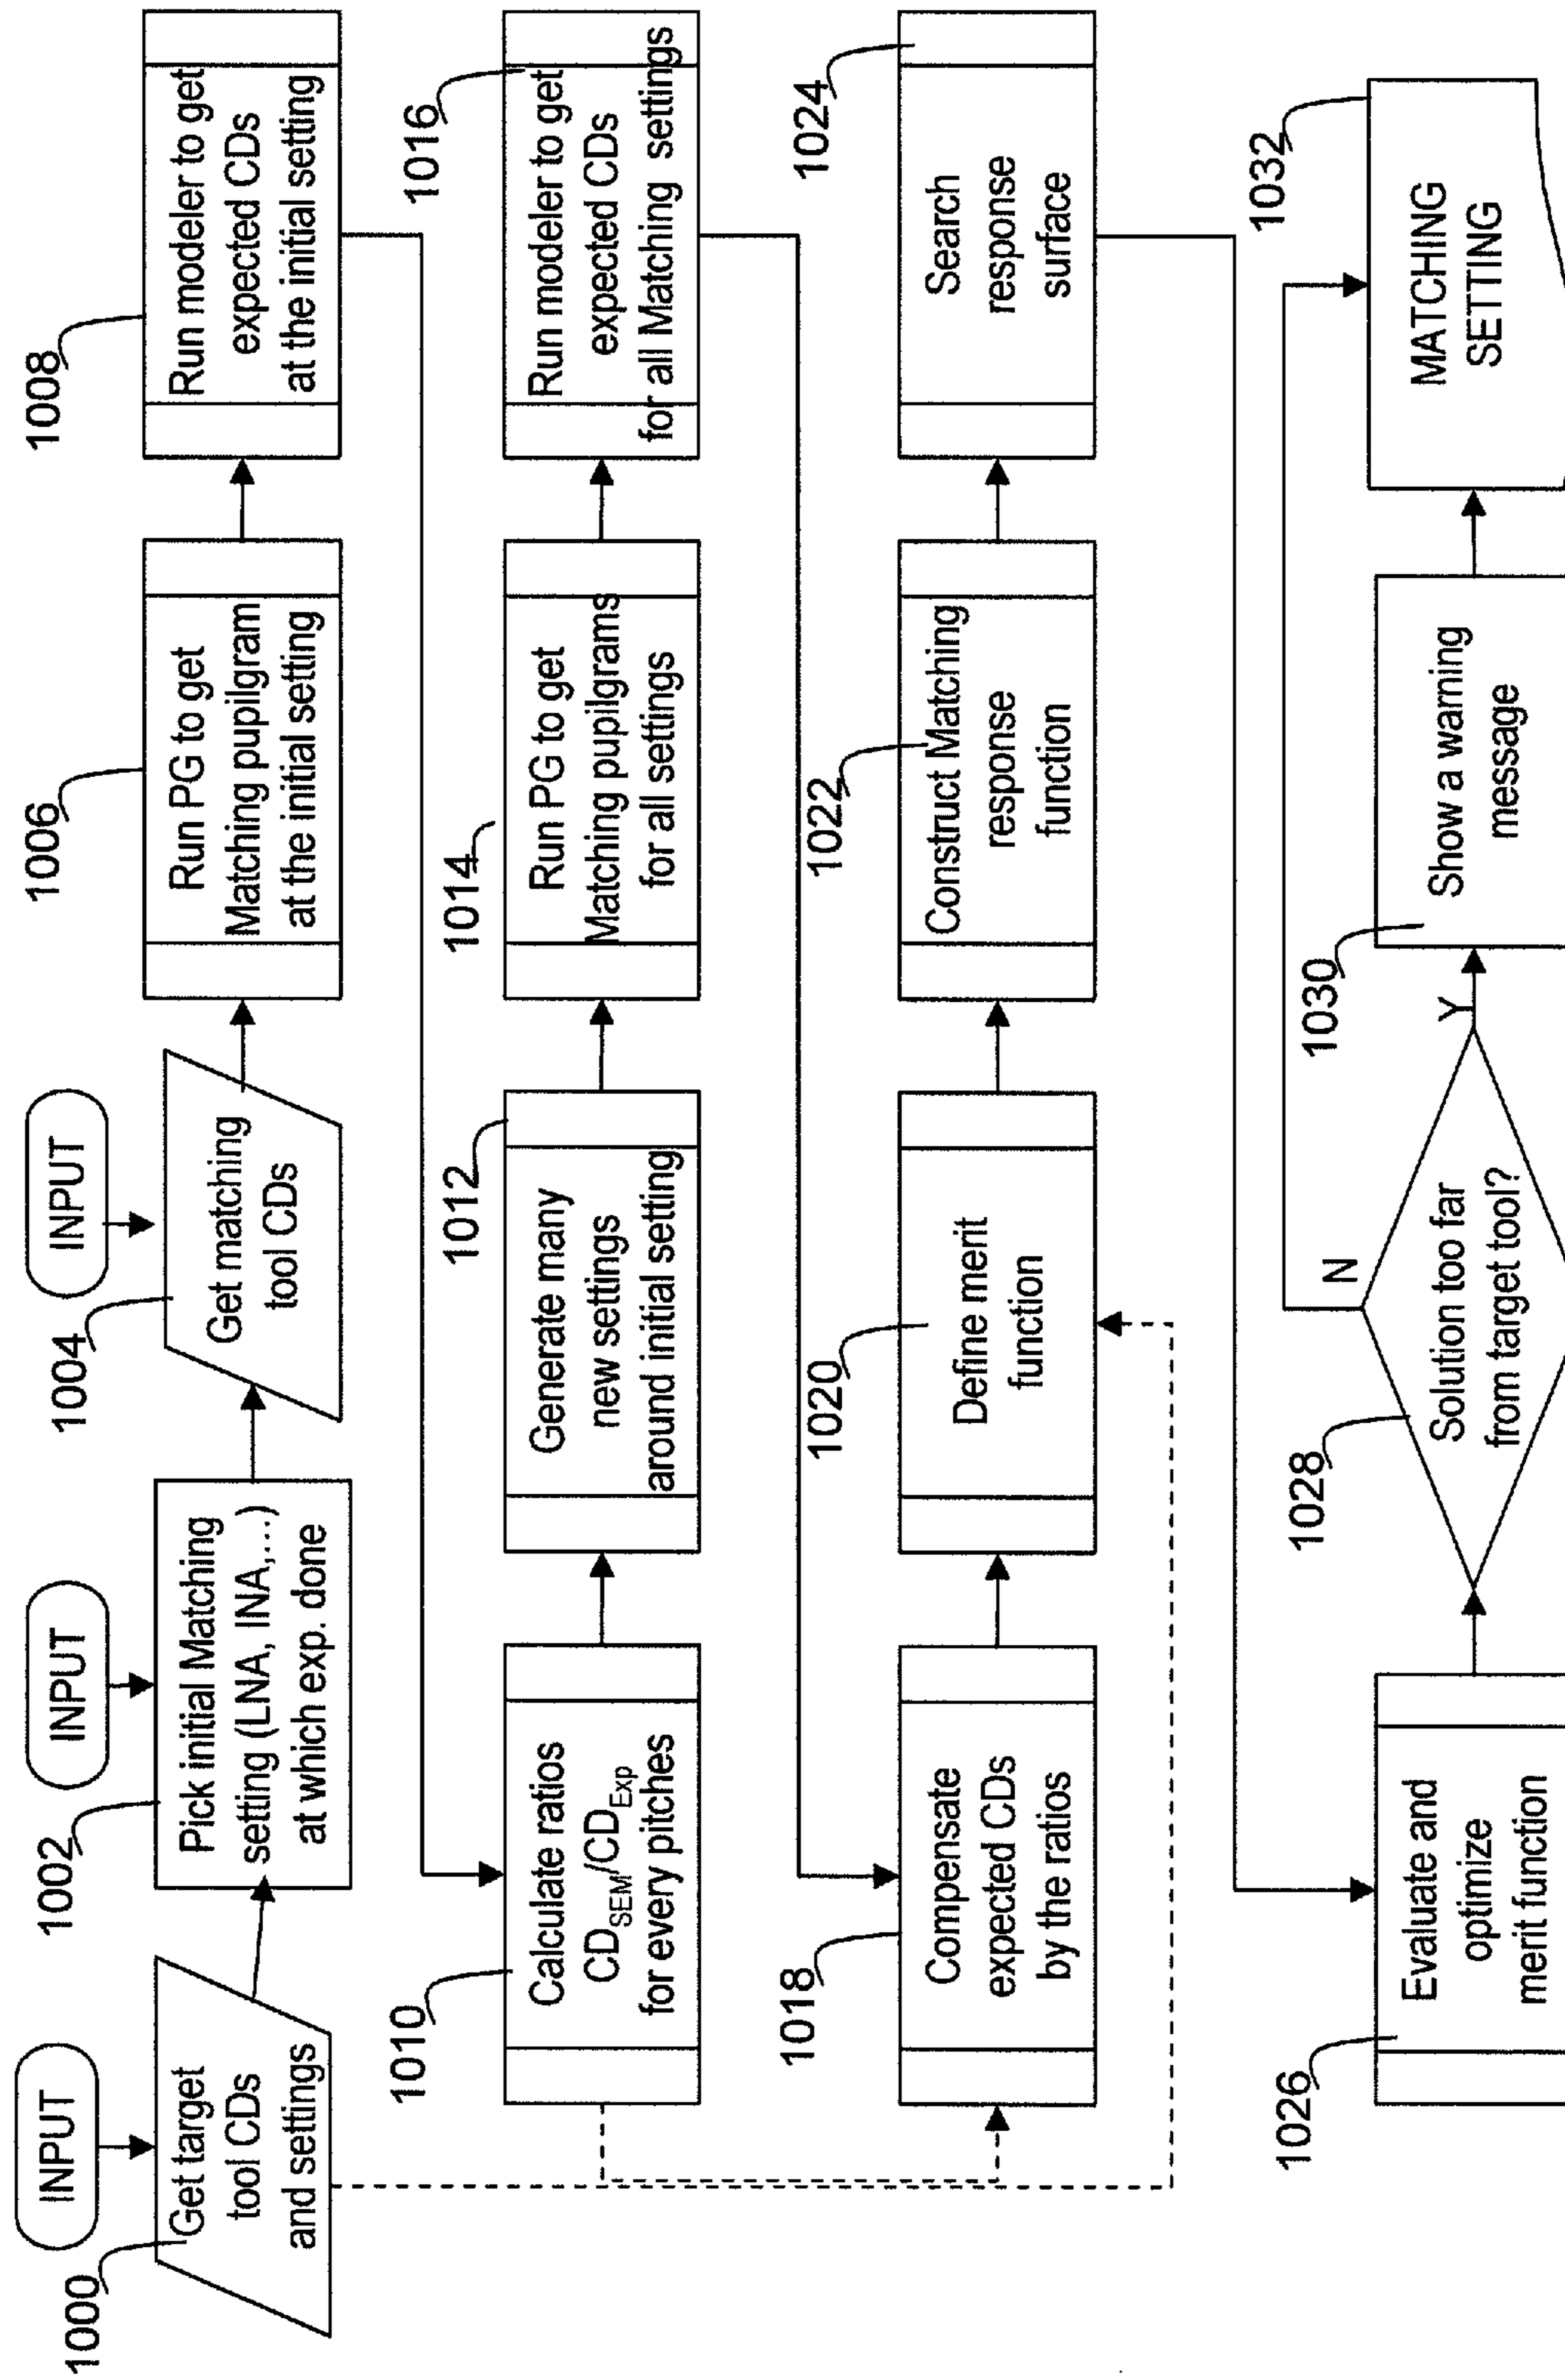 INPUT
1000
Get target
tool CDs
and settings
INPUT
1002
Pick initial Matching
setting (LNA, INA,...)
at which exp. done
INPUT
1004
Get matching
tool CDs
1006
Run PG to get
Matching pupilgram
at the initial setting
1008
Run modeler to get
expected CDs
at the initial setting
1010
Calculate ratios
CD_SEM/CD_Exp
for every pitches
1012
Generate many
new settings
around initial setting
1014
Run PG to get
Matching pupilgrams
for all settings
1016
Run modeler to get
expected CDs
for all Matching settings
1018
Compensate
expected CDs
by the ratios
1020
Define merit
function
1022
Construct Matching
response
function
1024
Search
response
surface
1026
Evaluate and
optimize
merit function
1028
Solution too far
from target tool?
N
Y
1030
Show a warning
message
1032
MATCHING
SETTING